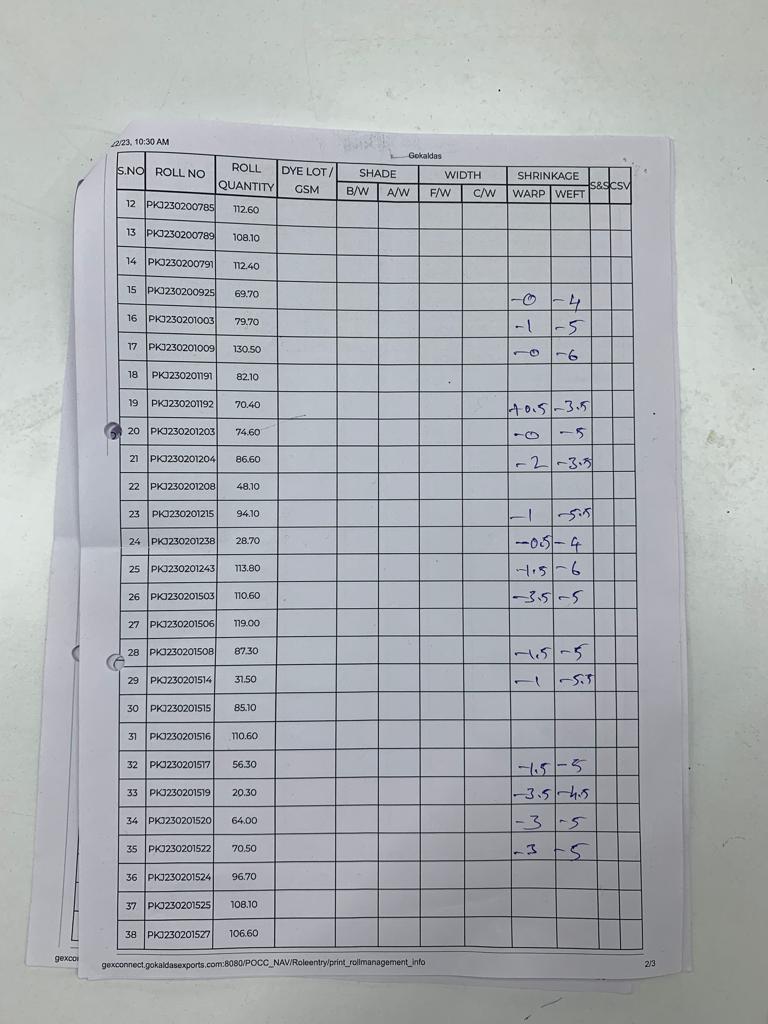 22/23, 10:30 AM
Gokaldas
S.NO ROLL NO ROLL QUANTITY DYE LOT / GSM SHADE WIDTH SHRINKAGE S&S CSV
B/W A/W F/W C/W WARP WEFT
12 PKJ230200785 112.60
13 PKJ230200789 108.10
14 PKJ230200791 112.40
15 PKJ230200925 69.70 -0 -4
16 PKJ230201003 79.70 -1 -5
17 PKJ230201009 130.50 -0 -6
18 PKJ230201191 82.10
19 PKJ230201192 70.40 +0.5 -3.5
20 PKJ230201203 74.60 -0 -5
21 PKJ230201204 86.60 -2 -3.5
22 PKJ230201208 48.10
23 PKJ230201215 94.10 -1 -5.5
24 PKJ230201238 28.70 -0.5 -4
25 PKJ230201243 113.80 -1.5 -6
26 PKJ230201503 110.60 -3.5 -5
27 PKJ230201506 119.00
28 PKJ230201508 87.30 -1.5 -5
29 PKJ230201514 31.50 -1 -5.5
30 PKJ230201515 85.10
31 PKJ230201516 110.60
32 PKJ230201517 56.30 -1.5 -5
33 PKJ230201519 20.30 -3.5 -4.5
34 PKJ230201520 64.00 -3 -5
35 PKJ230201522 70.50 -3 -5
36 PKJ230201524 96.70
37 PKJ230201525 108.10
38 PKJ230201527 106.60
gexconnect.gokaldasexports.com:8080/POCC_NAV/Roleentry/print_rollmanagement_info 2/3
gexco